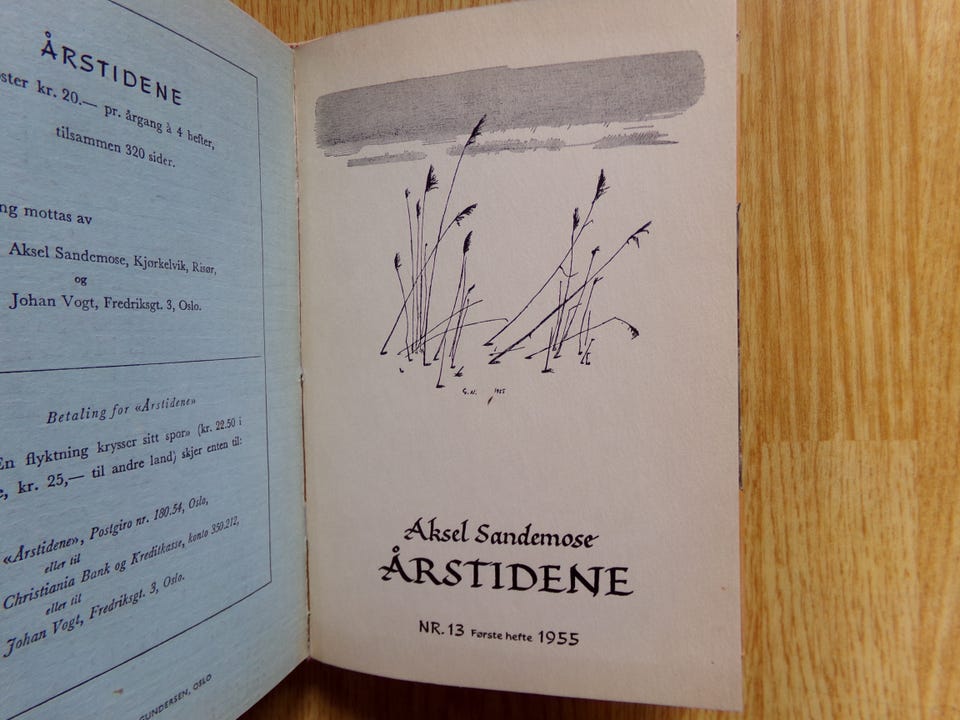 ÅRSTIDENE
kr. 20.— pr. årgang à 4 hefter,
tilsammen 320 sider.
mottas av
Aksel Sandemose, Kjørkelvik, Risør,
og
Johan Vogt, Fredriksgt. 3, Oslo.
Betaling for «Årstidene»
flyktning krysser sitt spor» (kr. 22.50 i
kr. 25,— til andre land) skjer enten til:
«Årstidene», Postgiro nr. 180.54, Oslo,
eller til
Christiania Bank og Kreditkasse, konto 350.212,
eller til
Johan Vogt, Fredriksgt. 3, Oslo.
GUNDERSEN, OSLO
G.N. 1955
Aksel Sandemose
ÅRSTIDENE
NR. 13 Første hefte 1955